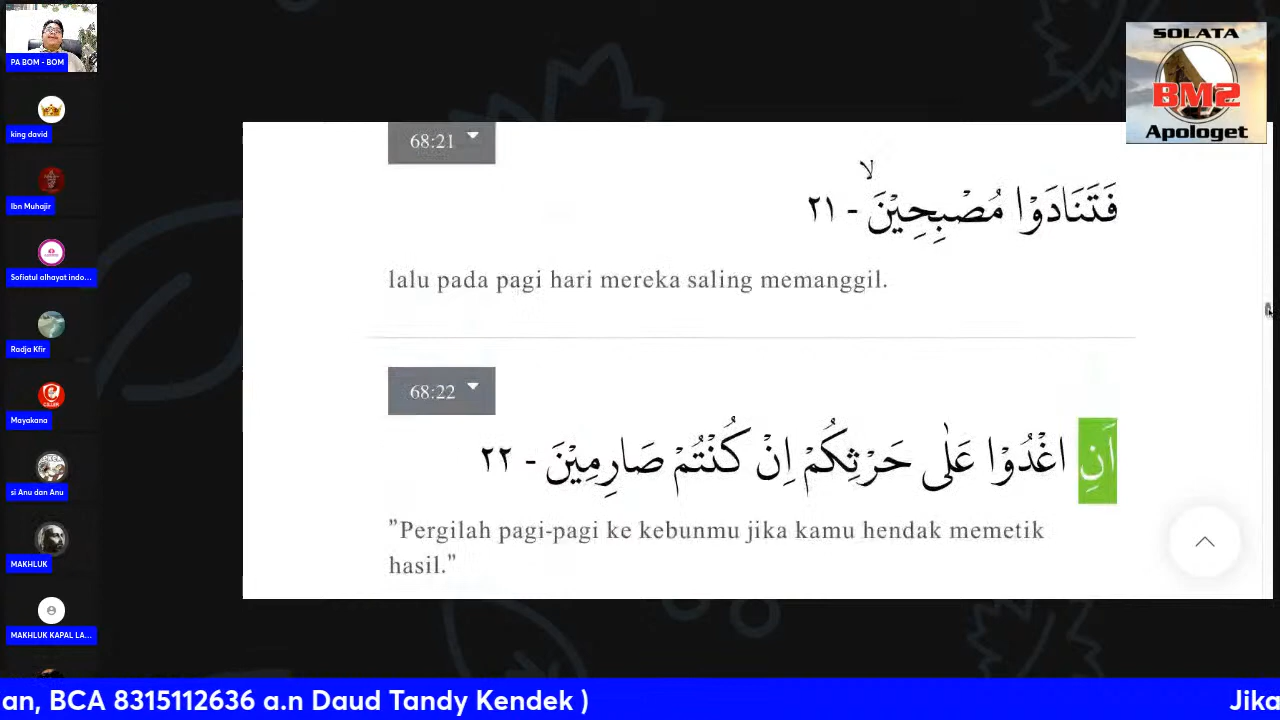 PA BOM - BOM
king david
Ibn Muhajir
Sofiatul alhayat indo...
Radja Kfir
Mayakana
si Anu dan Anu
MAKHLUK
MAKHLUK KAPAL LA...
SOLATA
BM2
Apologet
68:21
فَتَنَادَوْا مُصْبِحِيْنَۙ - ٢١
lalu pada pagi hari mereka saling memanggil.
68:22
اَنِ اغْدُوْا عَلٰى حَرْثِكُمْ اِنْ كُنْتُمْ صَارِمِيْنَ - ٢٢
”Pergilah pagi-pagi ke kebunmu jika kamu hendak memetik
hasil.”
an, BCA 8315112636 a.n Daud Tandy Kendek )
Jika